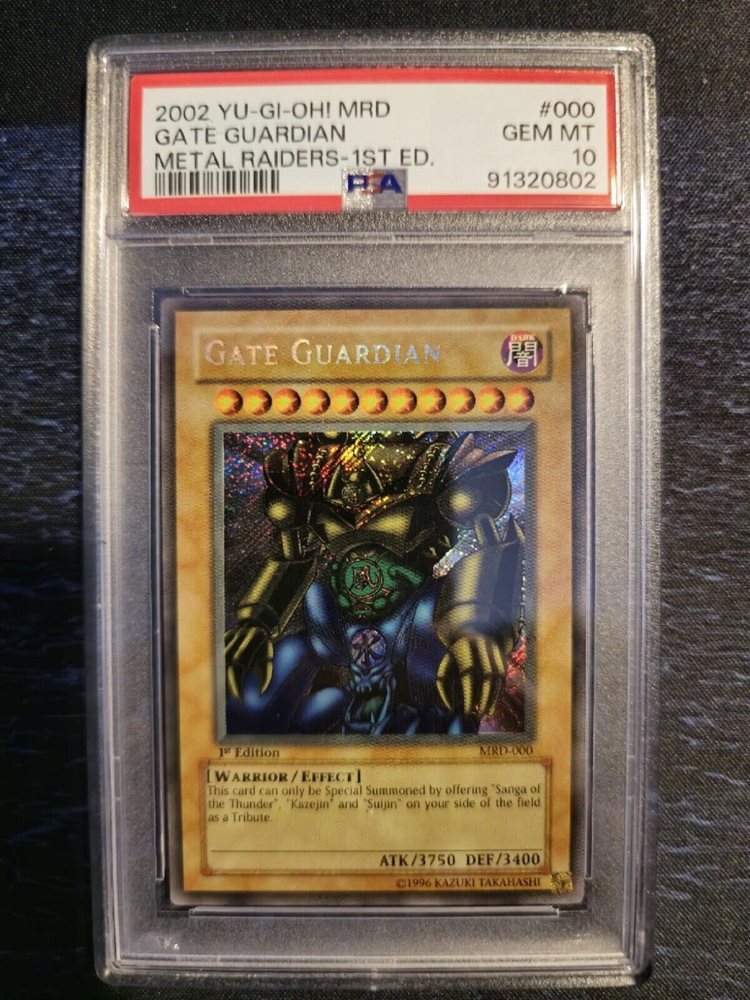 2002 YU-GI-OH! MRD #000
GATE GUARDIAN GEM MT
METAL RAIDERS-1ST ED. 10
PSA 91320802
GATE GUARDIAN
DARK
闇
風
水
1st Edition MRD-000
[WARRIOR/EFFECT]
This card can only be Special Summoned by offering "Sanga of
the Thunder", "Kazejin" and "Suijin" on your side of the field
as a Tribute.
ATK/3750 DEF/3400
©1996 KAZUKI TAKAHASHI